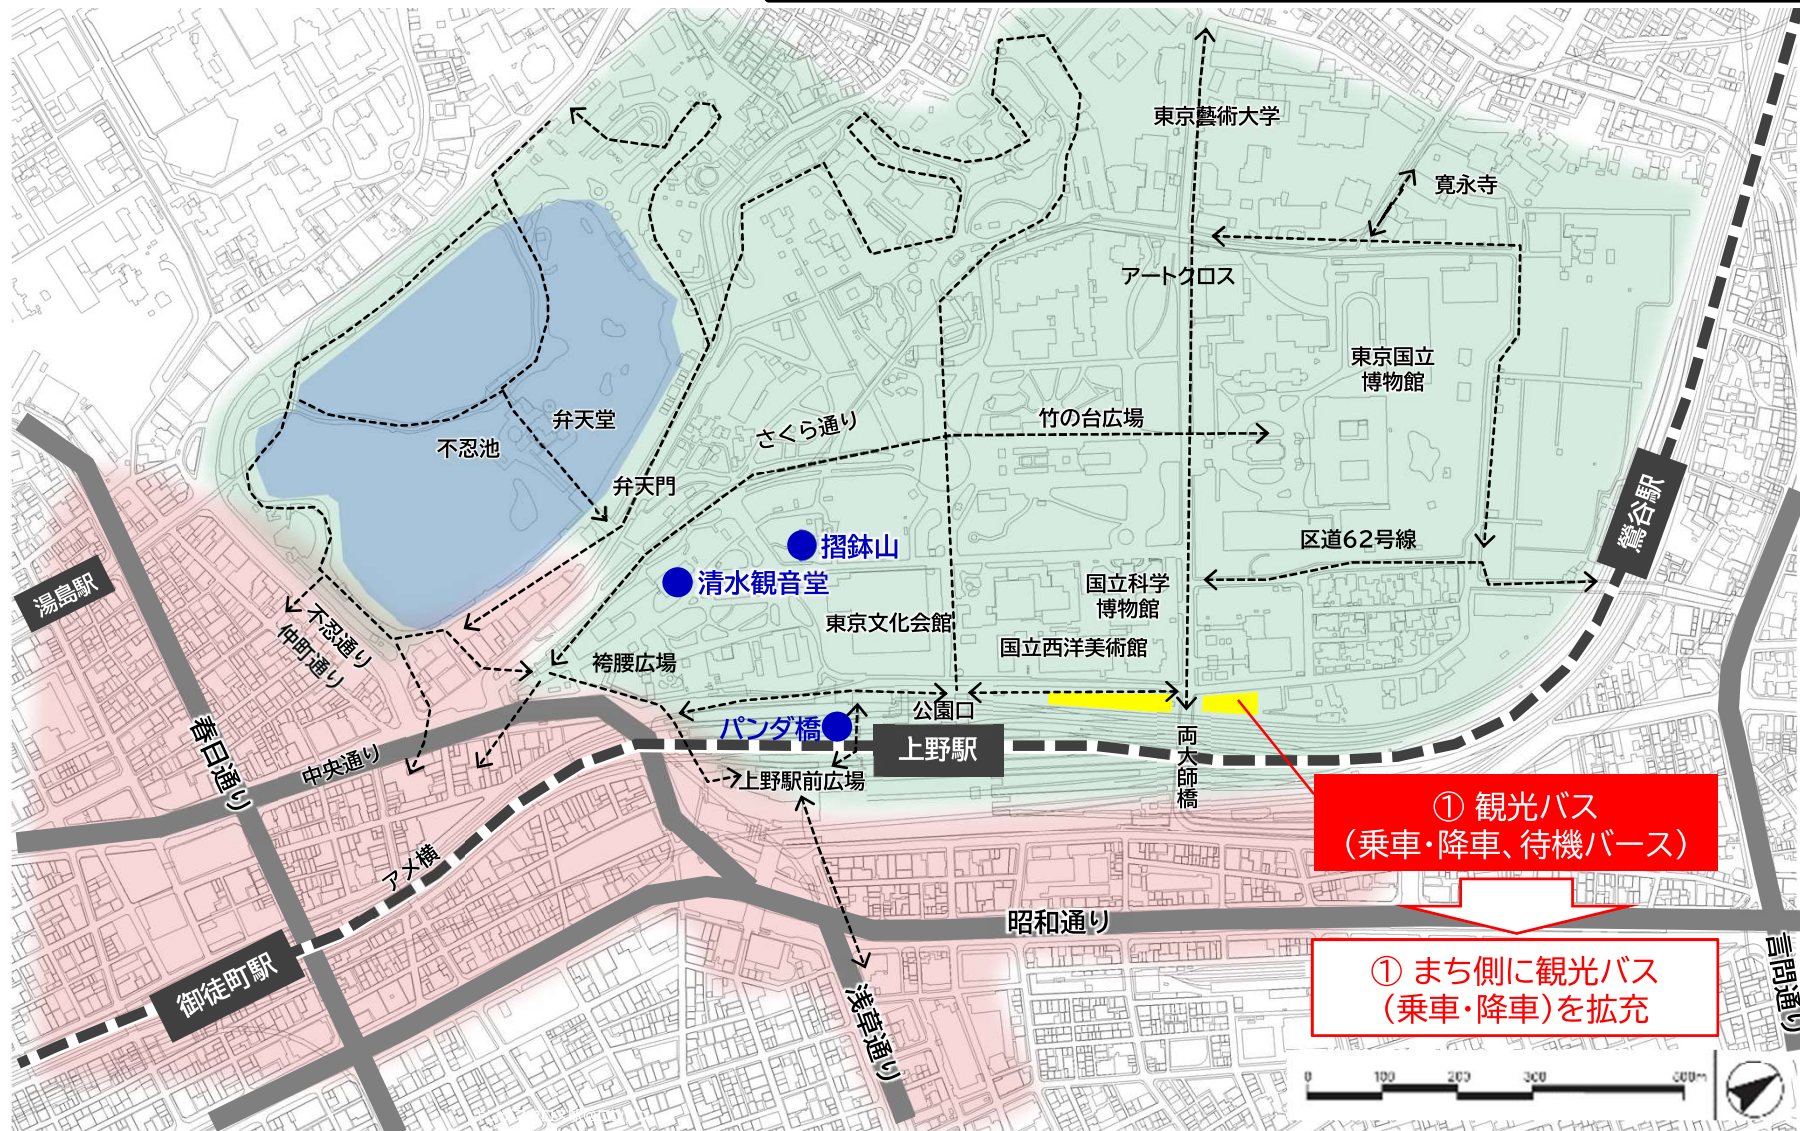 東京藝術大学
寛永寺
アートクロス
東京国立
博物館
さくら通り
竹の台広場
弁天堂
不忍池
弁天門
鶯谷駅
区道62号線
摺鉢山
清水観音堂
国立科学
博物館
湯島駅
東京文化会館
国立西洋美術館
不忍通り
仲町通り
袴腰広場
公園口
パンダ橋
上野駅
春日通り
中央通り
上野駅前広場
両大師橋
① 観光バス
（乗車・降車、待機バース）
アメ横
昭和通り
① まち側に観光バス
（乗車・降車）を拡充
御徒町駅
浅草通り
言問通り
0 100 200 300 500m